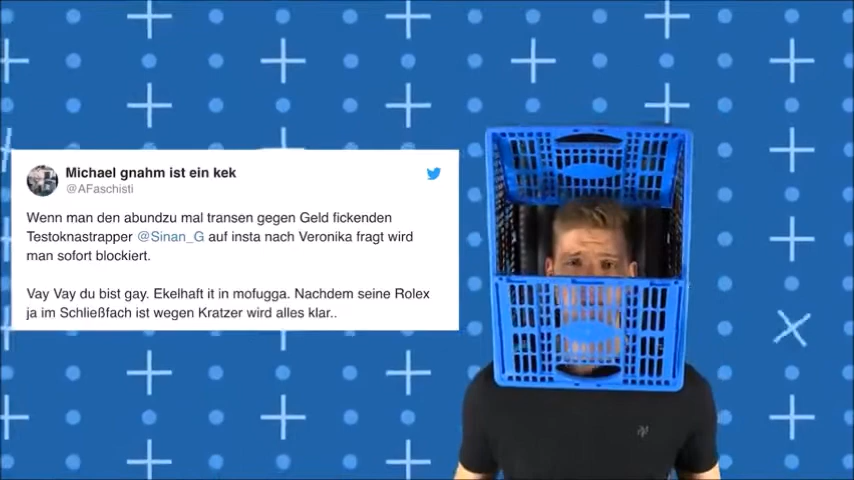 Michael gnahm ist ein kek
@AFaschisti
Wenn man den abundzu mal transen gegen Geld fickenden
Testoknastrapper @Sinan_G auf insta nach Veronika fragt wird
man sofort blockiert.
Vay Vay du bist gay. Ekelhaft it in mofugga. Nachdem seine Rolex
ja im Schließfach ist wegen Kratzer wird alles klar..